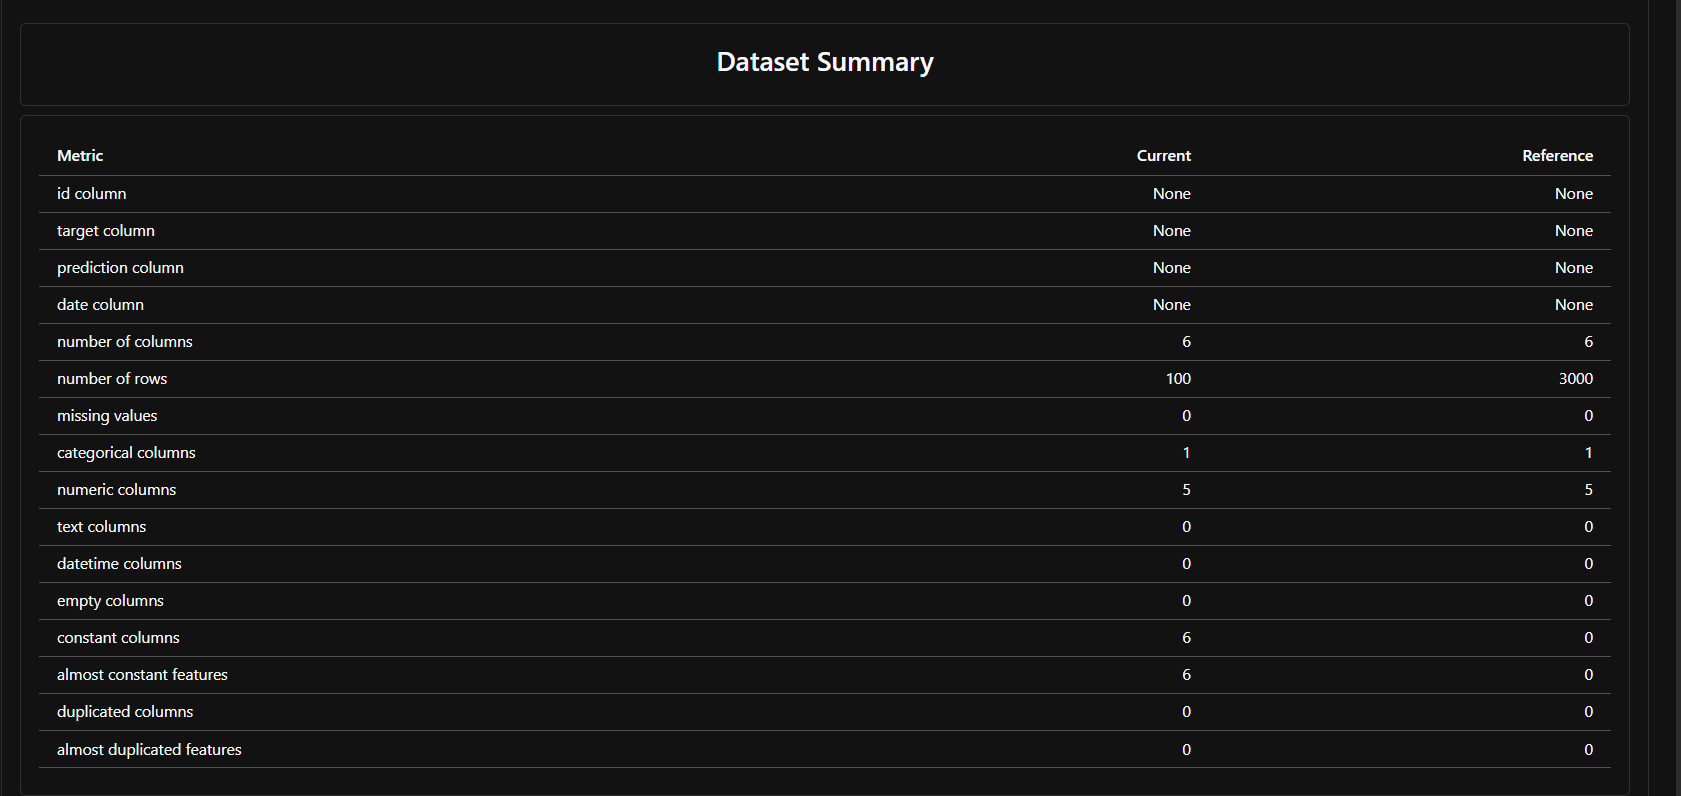 Dataset Summary
Metric Current Reference
id column None None
target column None None
prediction column None None
date column None None
number of columns 6 6
number of rows 100 3000
missing values 0 0
categorical columns 1 1
numeric columns 5 5
text columns 0 0
datetime columns 0 0
empty columns 0 0
constant columns 6 0
almost constant features 6 0
duplicated columns 0 0
almost duplicated features 0 0